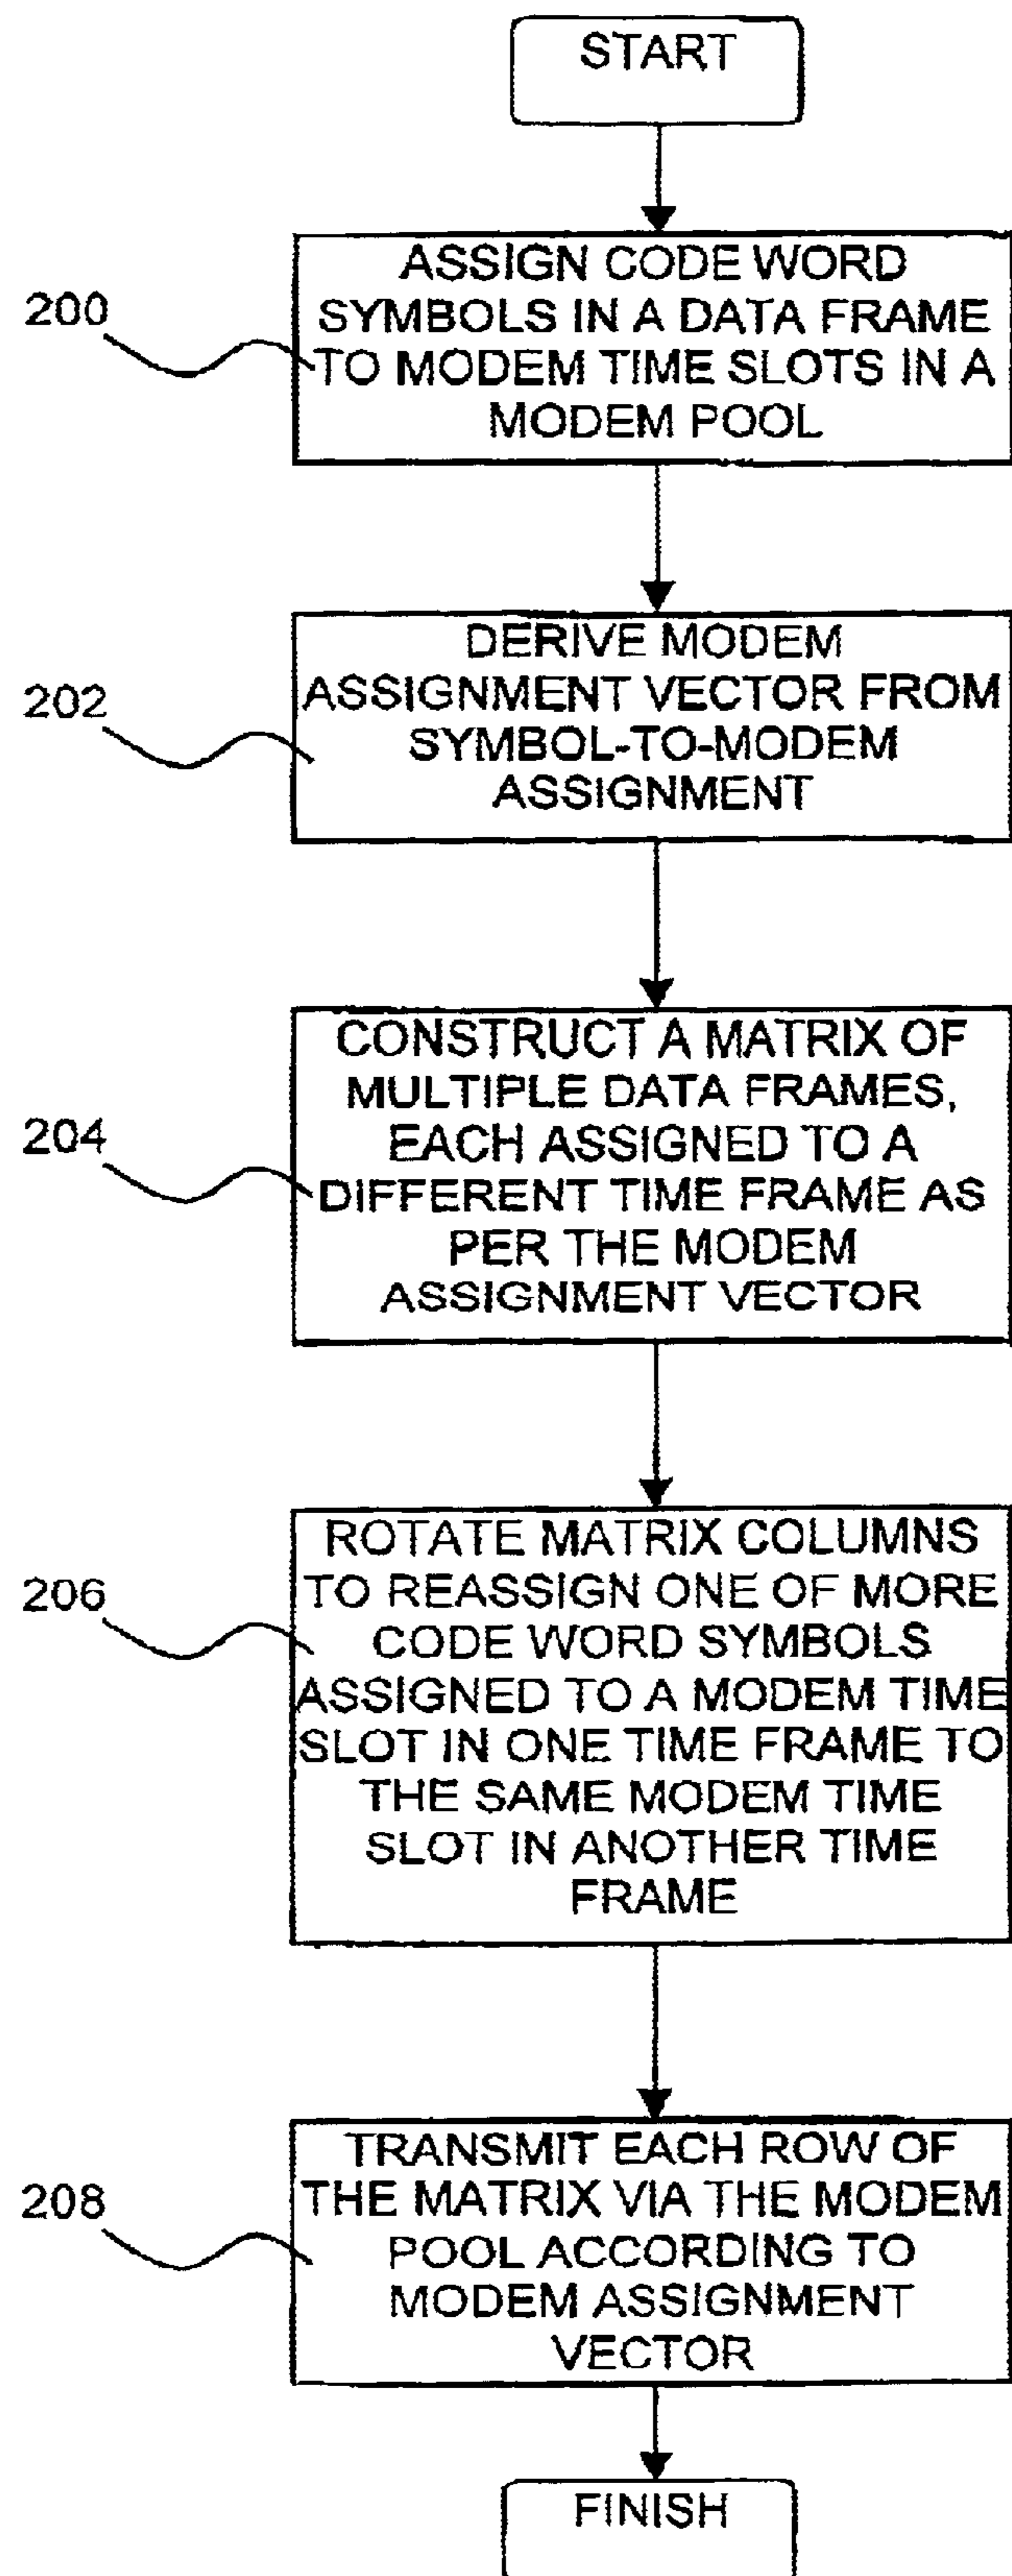 START
200
ASSIGN CODE WORD
SYMBOLS IN A DATA FRAME
TO MODEM TIME SLOTS IN A
MODEM POOL
202
DERIVE MODEM
ASSIGNMENT VECTOR FROM
SYMBOL-TO-MODEM
ASSIGNMENT
204
CONSTRUCT A MATRIX OF
MULTIPLE DATA FRAMES,
EACH ASSIGNED TO A
DIFFERENT TIME FRAME AS
PER THE MODEM
ASSIGNMENT VECTOR
206
ROTATE MATRIX COLUMNS
TO REASSIGN ONE OF MORE
CODE WORD SYMBOLS
ASSIGNED TO A MODEM TIME
SLOT IN ONE TIME FRAME TO
THE SAME MODEM TIME
SLOT IN ANOTHER TIME
FRAME
208
TRANSMIT EACH ROW OF
THE MATRIX VIA THE MODEM
POOL ACCORDING TO
MODEM ASSIGNMENT
VECTOR
FINISH